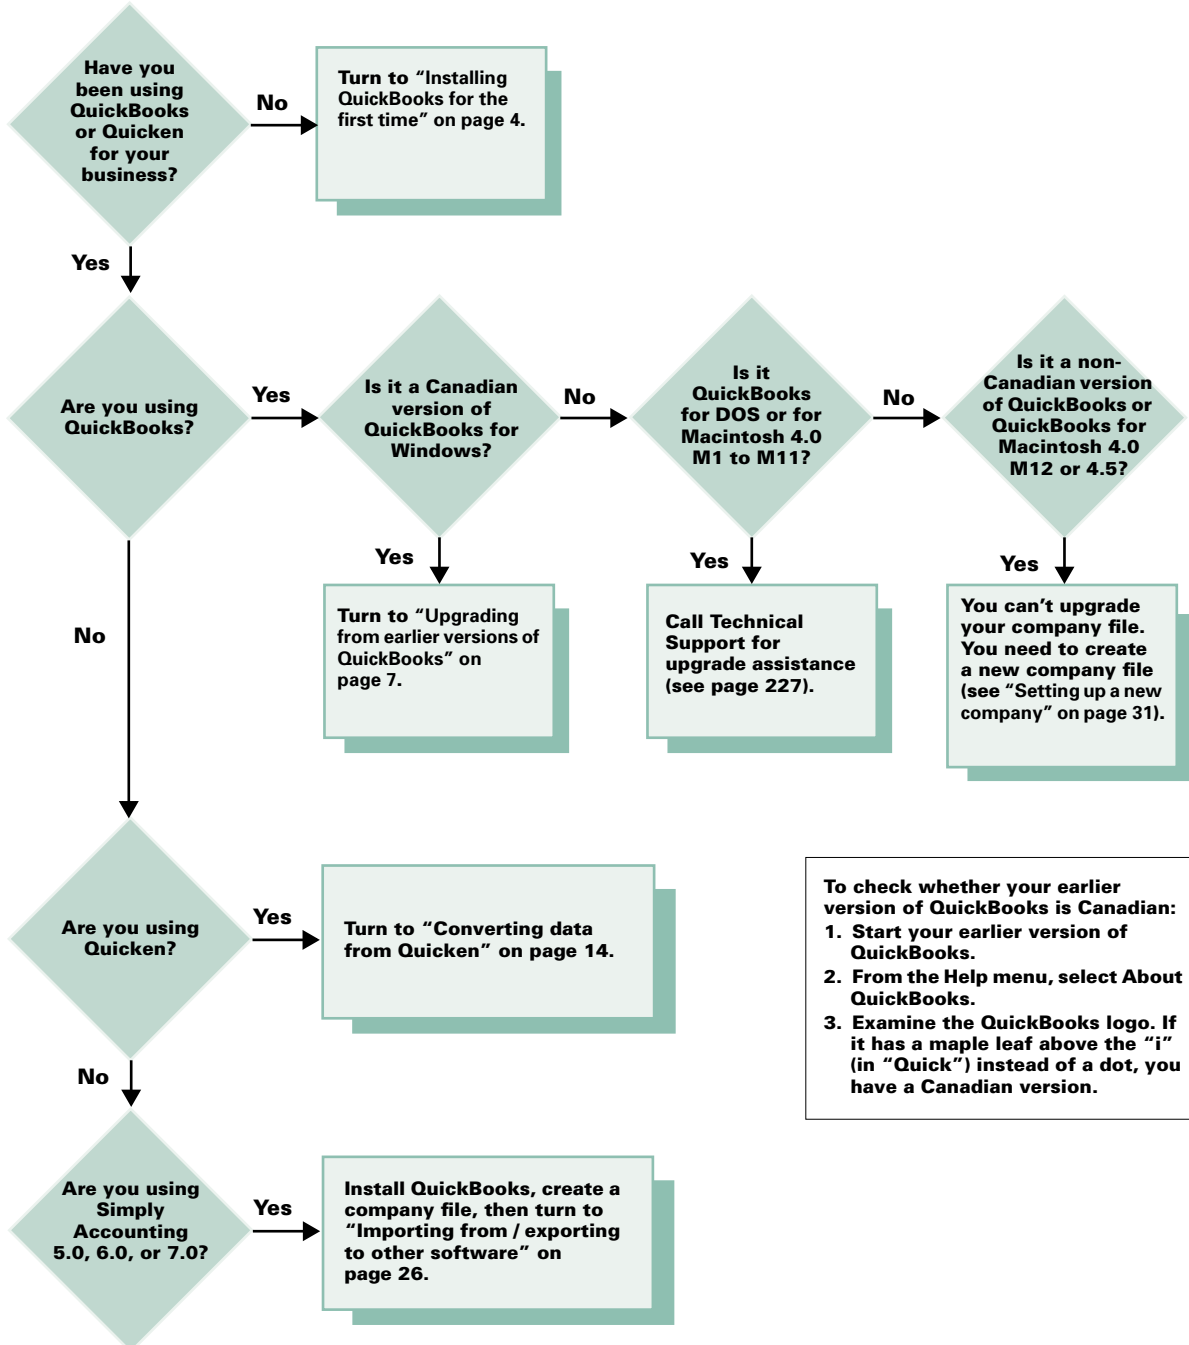 Have you
been using
QuickBooks
or Quicken
for your
business?
No
Turn to “Installing
QuickBooks for the
first time” on page 4.
Yes
Are you using
QuickBooks?
Yes
Is it a Canadian
version of
QuickBooks for
Windows?
No
Is it
QuickBooks
for DOS or for
Macintosh 4.0
M1 to M11?
No
Is it a non-
Canadian version
of QuickBooks or
QuickBooks for
Macintosh 4.0
M12 or 4.5?
Yes
Turn to “Upgrading
from earlier versions of
QuickBooks” on
page 7.
Yes
Call Technical
Support for
upgrade assistance
(see page 227).
Yes
You can’t upgrade
your company file.
You need to create
a new company file
(see “Setting up a new
company” on page 31).
No
Are you using
Quicken?
Yes
Turn to “Converting data
from Quicken” on page 14.
To check whether your earlier
version of QuickBooks is Canadian:
1. Start your earlier version of
QuickBooks.
2. From the Help menu, select About
QuickBooks.
3. Examine the QuickBooks logo. If
it has a maple leaf above the “i”
(in “Quick”) instead of a dot, you
have a Canadian version.
No
Are you using
Simply
Accounting
5.0, 6.0, or 7.0?
Yes
Install QuickBooks, create a
company file, then turn to
“Importing from / exporting
to other software” on
page 26.